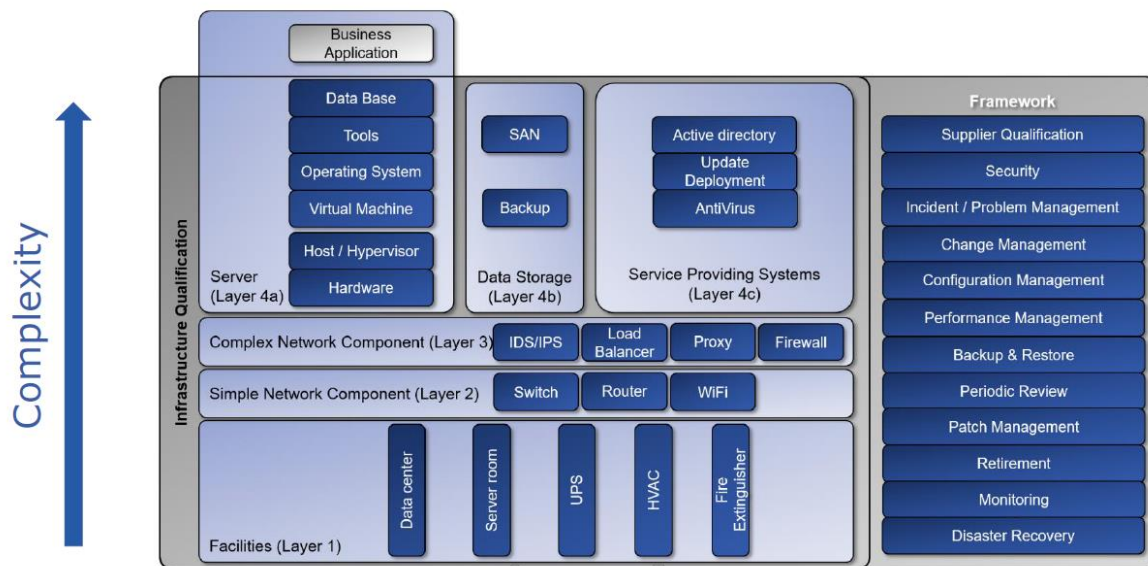 Complexity
Infrastructure Qualification
Business
Application
Data Base
Tools
Operating System
Virtual Machine
Host / Hypervisor
Hardware
Server
(Layer 4a)
SAN
Backup
Data Storage
(Layer 4b)
Active directory
Update
Deployment
AntiVirus
Service Providing Systems
(Layer 4c)
Complex Network Component (Layer 3)
IDS/IPS
Load
Balancer
Proxy
Firewall
Simple Network Component (Layer 2)
Switch
Router
WiFi
Data center
Server room
UPS
HVAC
Fire
Extinguisher
Facilities (Layer 1)
Framework
Supplier Qualification
Security
Incident / Problem Management
Change Management
Configuration Management
Performance Management
Backup & Restore
Periodic Review
Patch Management
Retirement
Monitoring
Disaster Recovery